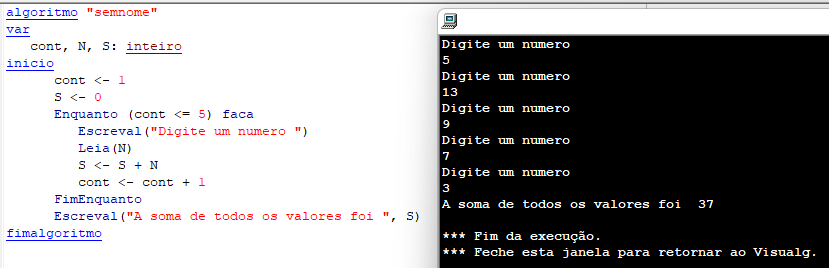 algoritmo "semnome"
var
cont, N, S: inteiro
inicio
cont <- 1
S <- 0
Enquanto (cont <= 5) faca
Escreval("Digite um numero ")
Leia(N)
S <- S + N
cont <- cont + 1
FimEnquanto
Escreval("A soma de todos os valores foi ", S)
fimalgoritmo
Digite um numero
5
Digite um numero
13
Digite um numero
9
Digite um numero
7
Digite um numero
3
A soma de todos os valores foi  37
*** Fim da execução.
*** Feche esta janela para retornar ao Visualg.